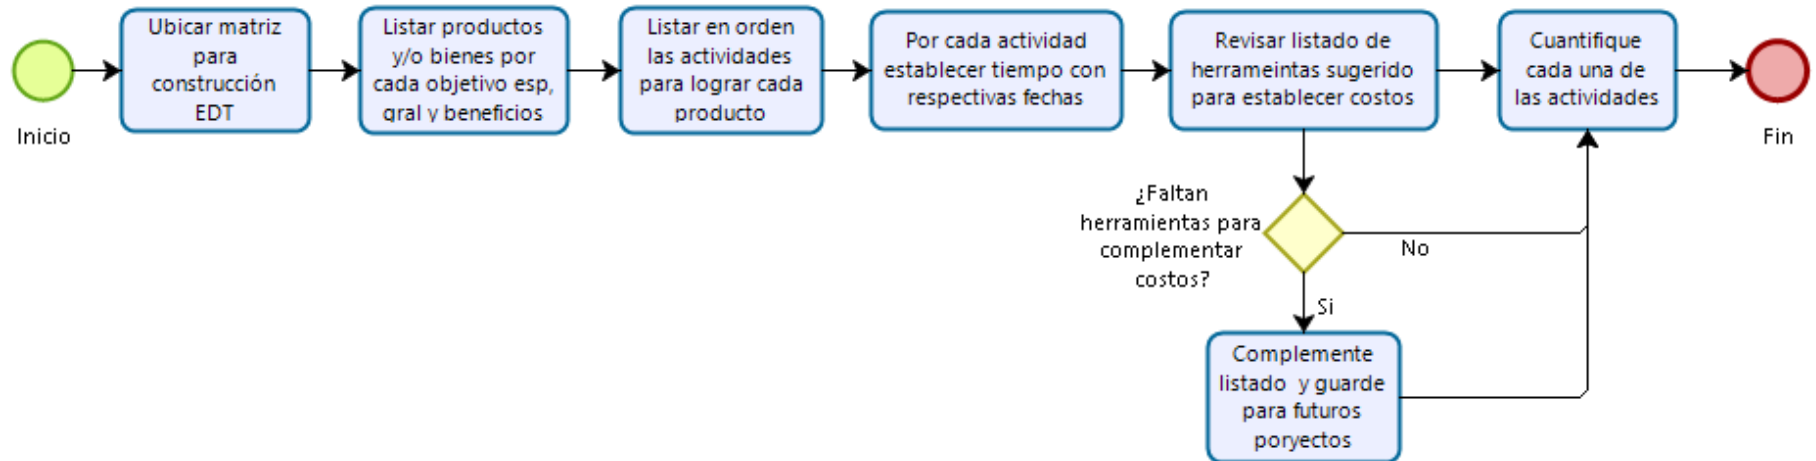 Inicio
Ubicar matriz
para
construcción
EDT
Listar productos
y/o bienes por
cada objetivo esp,
gral y beneficios
Listar en orden
las actividades
para lograr cada
producto
Por cada actividad
establecer tiempo con
respectivas fechas
Revisar listado de
herrameintas sugerido
para establecer costos
Cuantifique
cada una de
las actividades
Fin
¿Faltan
herramientas para
complementar
costos?
No
Si
Complemente
listado y guarde
para futuros
poryectos